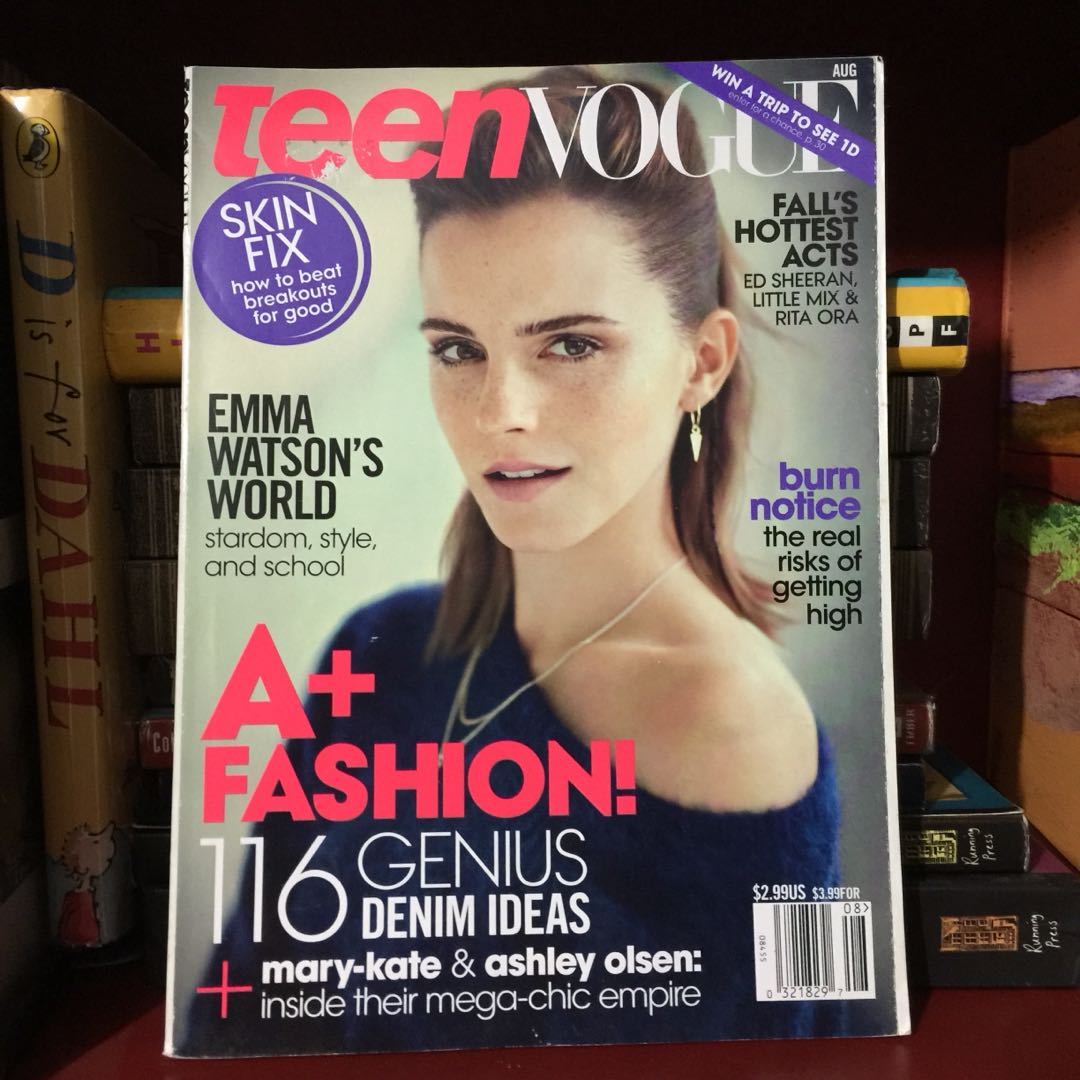 teenVOGUE
AUG
WIN A TRIP TO SEE 1D
enter for a chance, p. 30
SKIN
FIX
how to beat
breakouts
for good
FALL'S
HOTTEST
ACTS
ED SHEERAN,
LITTLE MIX &
RITA ORA
EMMA
WATSON'S
WORLD
stardom, style,
and school
burn
notice
the real
risks of
getting
high
A+
FASHION!
116 GENIUS
DENIM IDEAS
+ mary-kate & ashley olsen:
inside their mega-chic empire
$2.99US $3.99FOR
08>
08455
0 321829 7
D is for DAHL
PF
EMBER
Running
Press
Running
Press